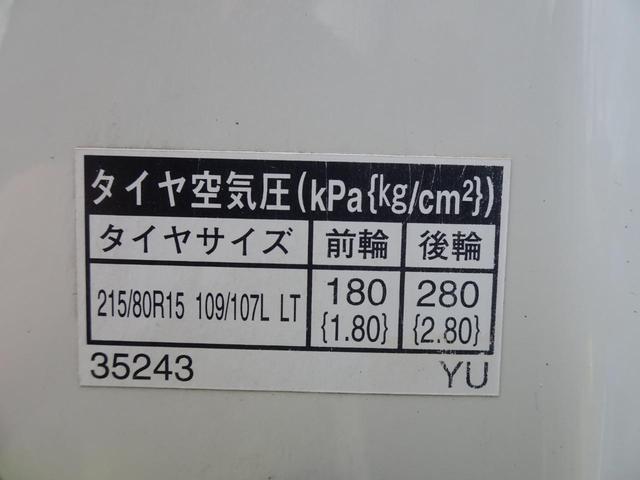 タイヤ空気圧(kPa{kg/cm²})
タイヤサイズ 前輪 後輪
215/80R15 109/107L LT 180 280
{1.80} {2.80}
35243 YU